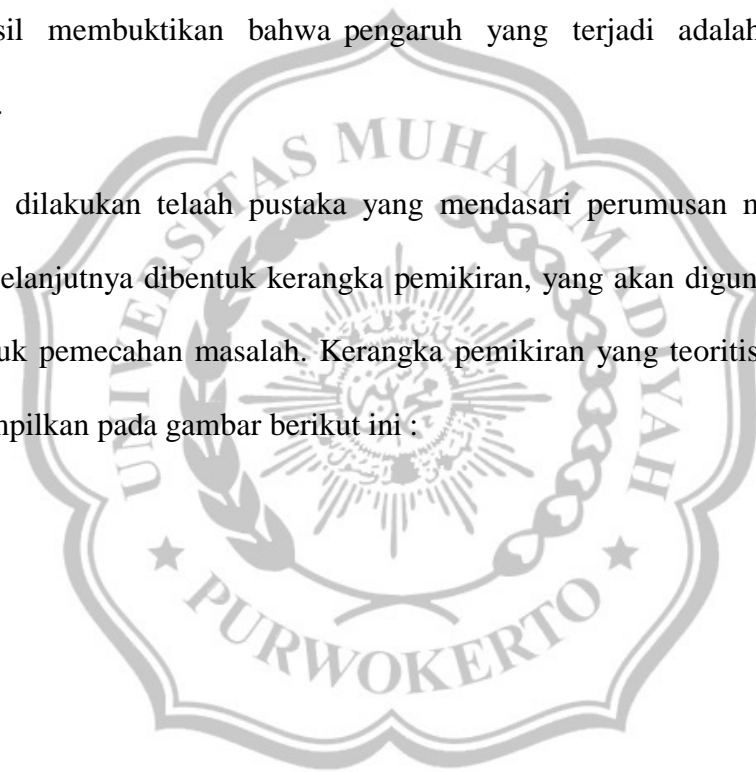 sil membuktikan bahwa pengaruh yang terjadi adalah
.
dilakukan telaah pustaka yang mendasari perumusan m
elanjutnya dibentuk kerangka pemikiran, yang akan digun
uk pemecahan masalah. Kerangka pemikiran yang teoritis
pilkan pada gambar berikut ini :
UNIVERSITAS MUHAMMADIYAH
PURWOKERTO